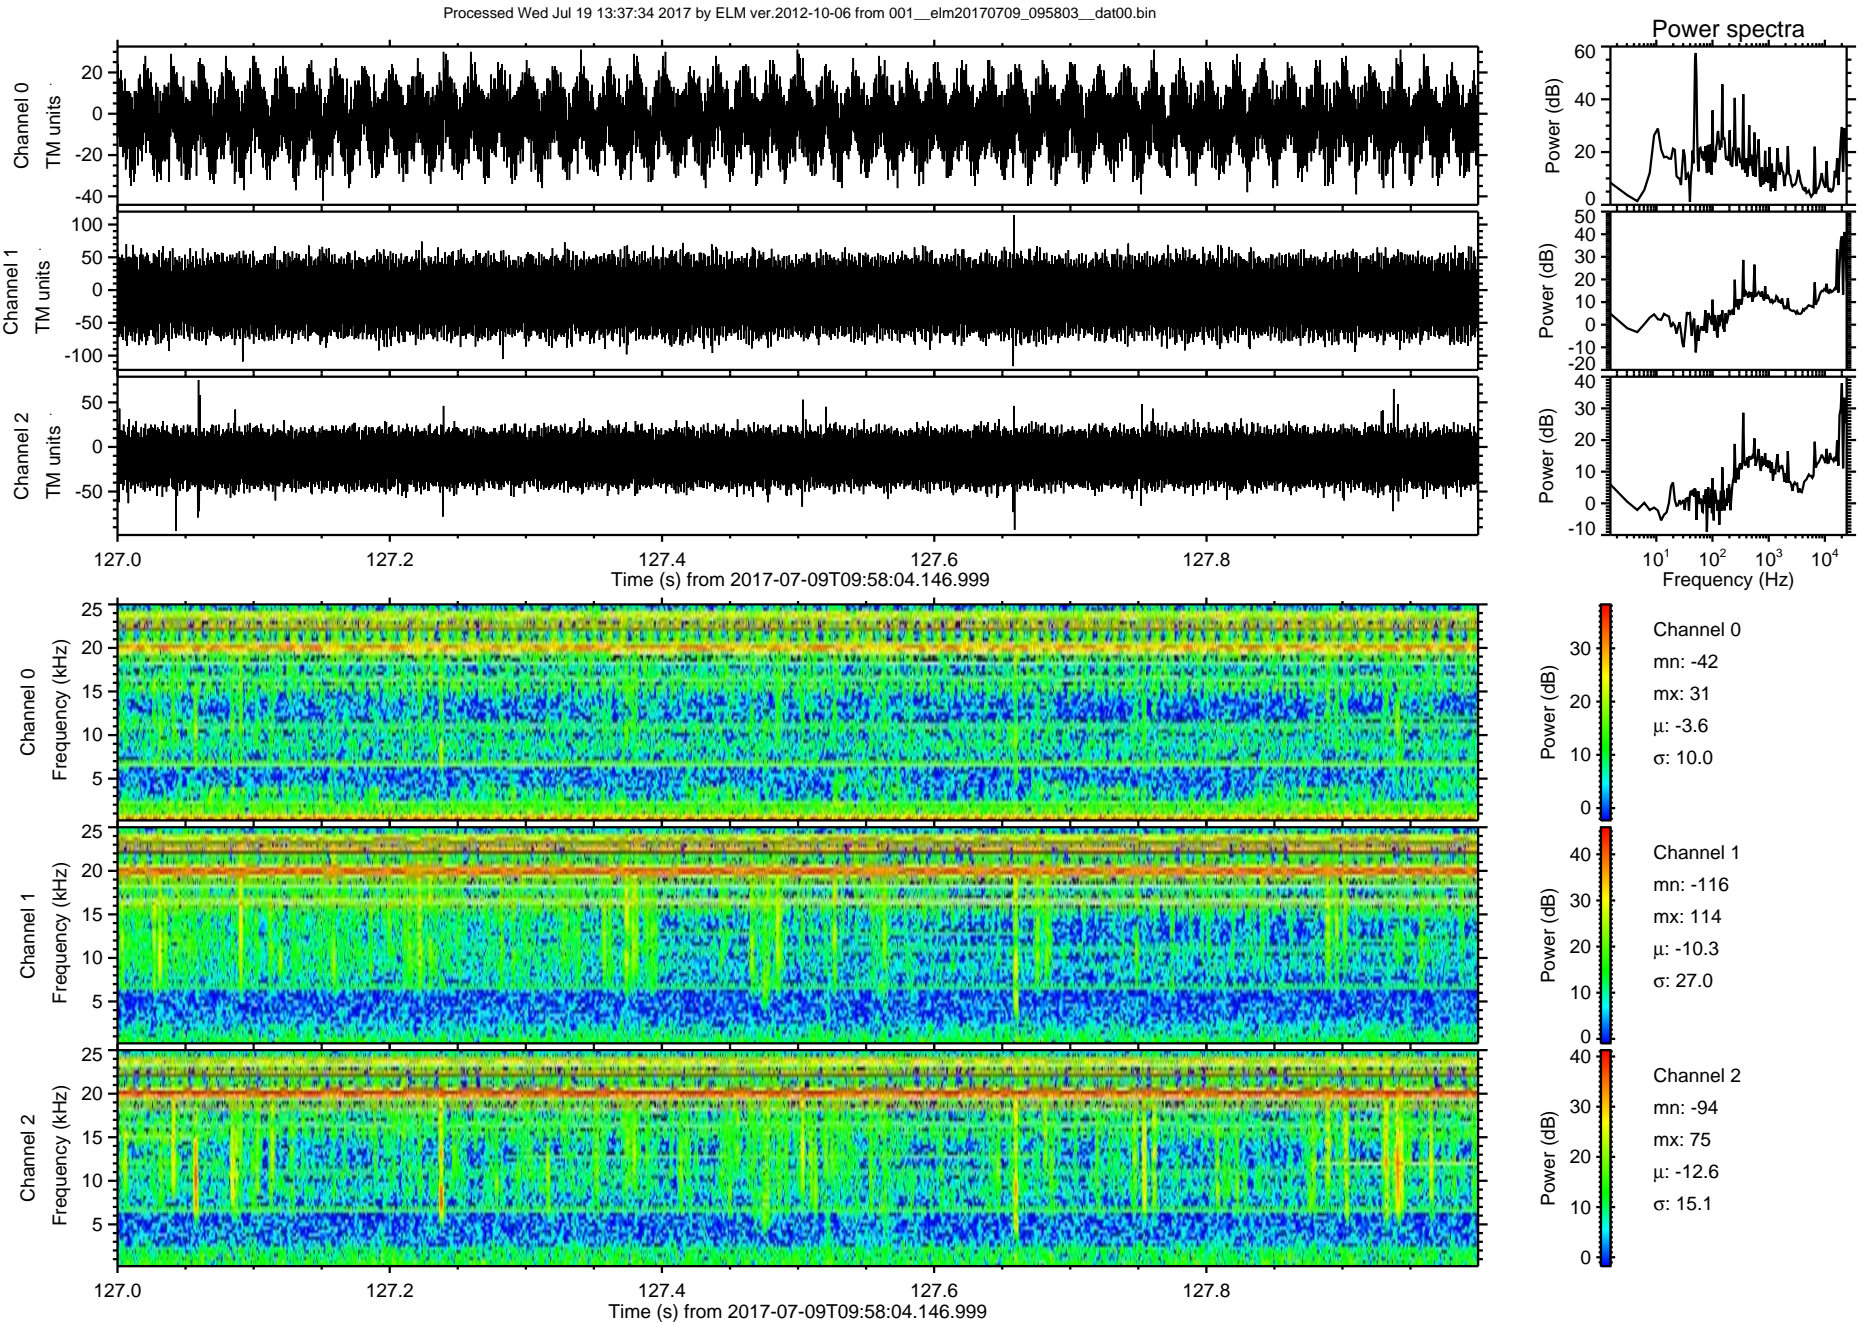 Processed Wed Jul 19 13:37:34 2017 by ELM ver.2012-10-06 from 001__elm20170709_095803__dat00.bin
Power spectra
Channel 0
TM units
20
0
-20
-40
Power (dB)
60
40
20
0
Channel 1
TM units
100
50
0
-50
-100
Power (dB)
50
40
30
20
10
0
-10
-20
Channel 2
TM units
50
0
-50
Power (dB)
40
30
20
10
0
-10
127.0 127.2 127.4 127.6 127.8
Time (s) from 2017-07-09T09:58:04.146.999
10¹ 10² 10³ 10⁴
Frequency (Hz)
Channel 0
Frequency (kHz)
25
20
15
10
5
Power (dB)
30
20
10
0
Channel 0
mn: -42
mx: 31
μ: -3.6
σ: 10.0
Channel 1
Frequency (kHz)
25
20
15
10
5
Power (dB)
40
30
20
10
0
Channel 1
mn: -116
mx: 114
μ: -10.3
σ: 27.0
Channel 2
Frequency (kHz)
25
20
15
10
5
Power (dB)
40
30
20
10
0
Channel 2
mn: -94
mx: 75
μ: -12.6
σ: 15.1
127.0 127.2 127.4 127.6 127.8
Time (s) from 2017-07-09T09:58:04.146.999